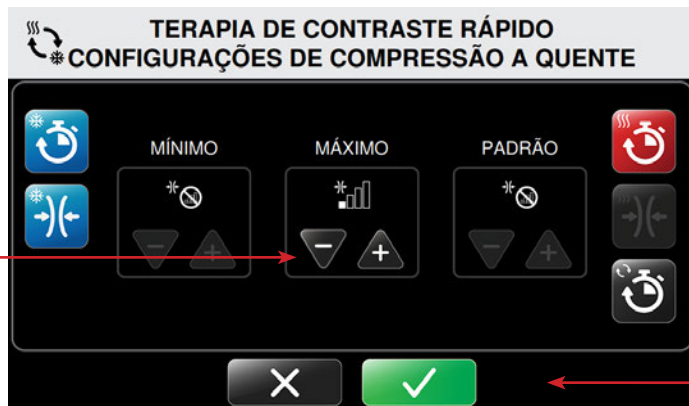 TERAPIA DE CONTRASTE RÁPIDO
CONFIGURAÇÕES DE COMPRESSÃO A QUENTE
MÍNIMO MÁXIMO PADRÃO